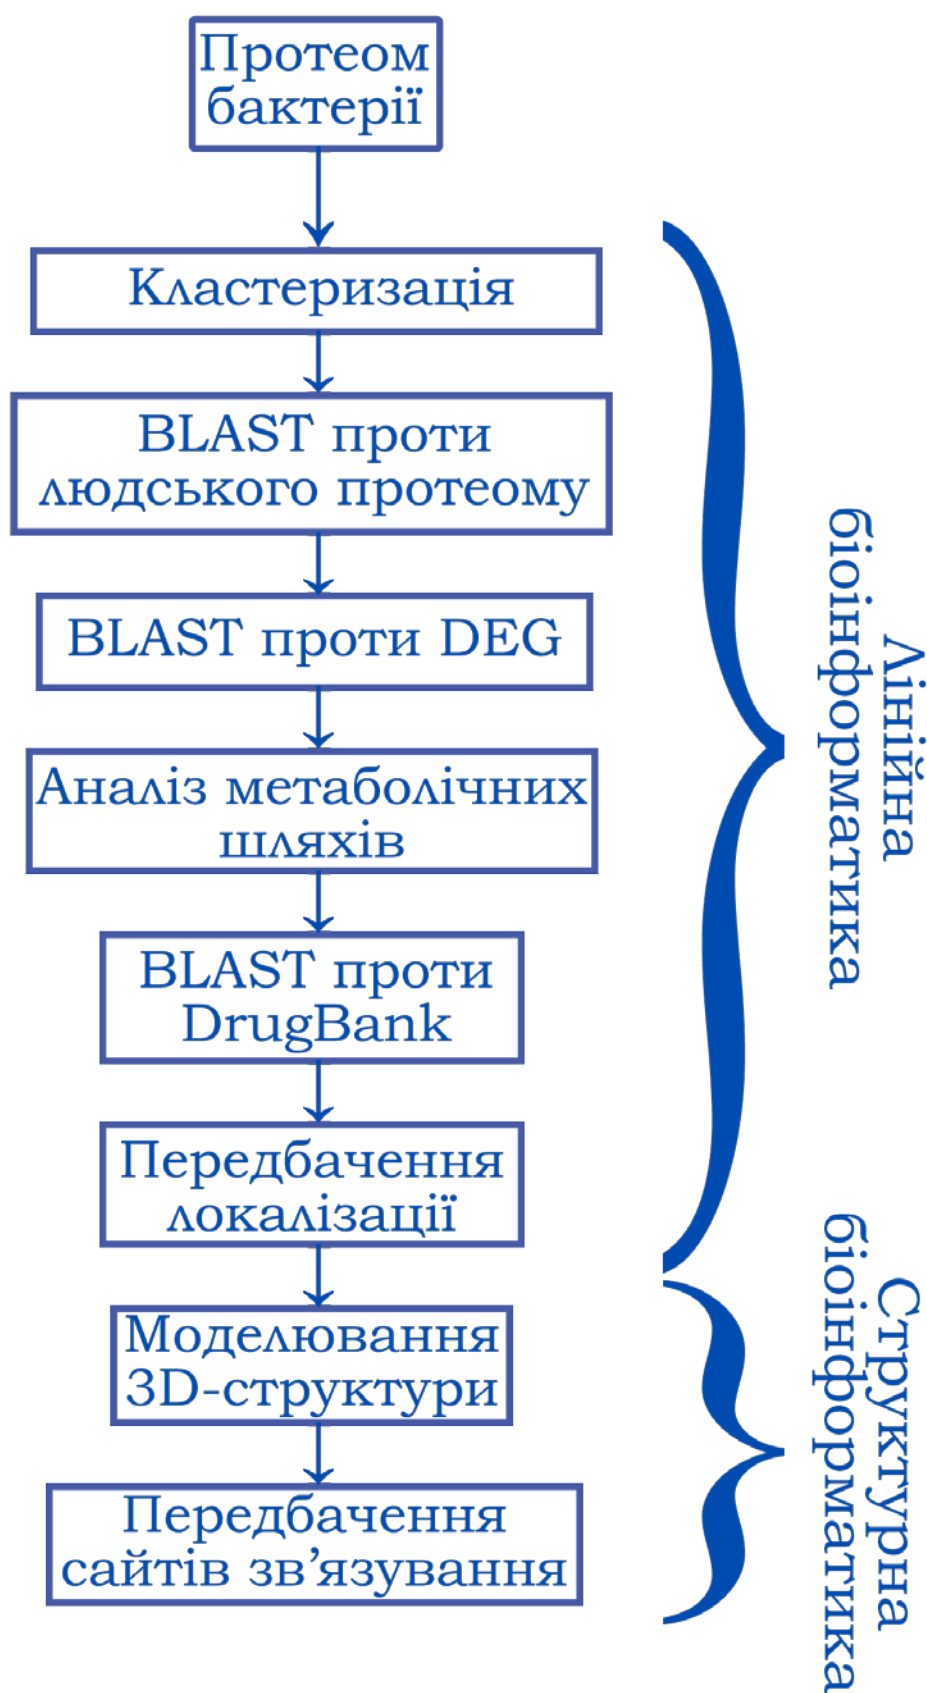 Протеом
бактерії
Кластеризація
BLAST проти
людського протеому
BLAST проти DEG
Аналіз метаболічних
шляхів
BLAST проти
DrugBank
Передбачення
локалізації
Моделювання
3D-структури
Передбачення
сайтів зв’язування
Лінійна
біоінформатика
Структурна
біоінформатика